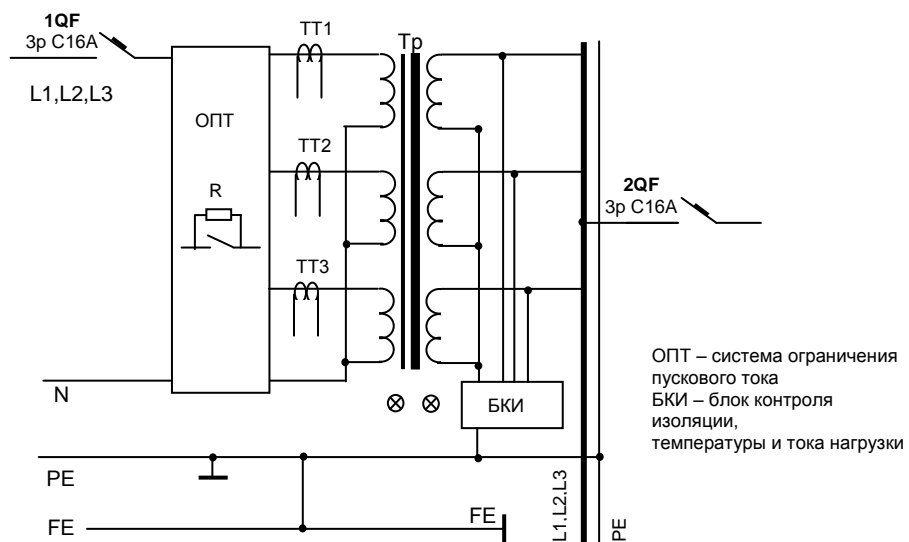 1QF
3р С16А
L1,L2,L3
ОПТ
R
ТТ1
ТТ2
ТТ3
Тр
2QF
3р С16А
N
БКИ
ОПТ – система ограничения
пускового тока
БКИ – блок контроля
изоляции,
температуры и тока нагрузки
PE
FE
FE
L1.L2.L3
PE